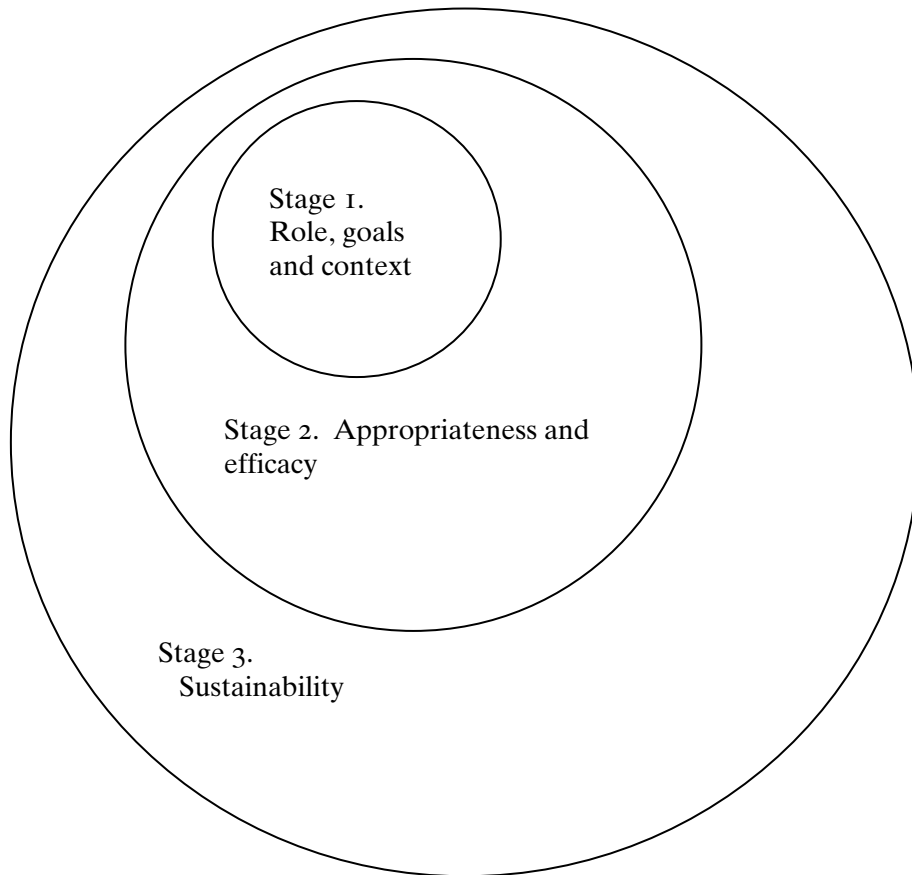 Stage 1.
Role, goals
and context
Stage 2. Appropriateness and
efficacy
Stage 3.
Sustainability